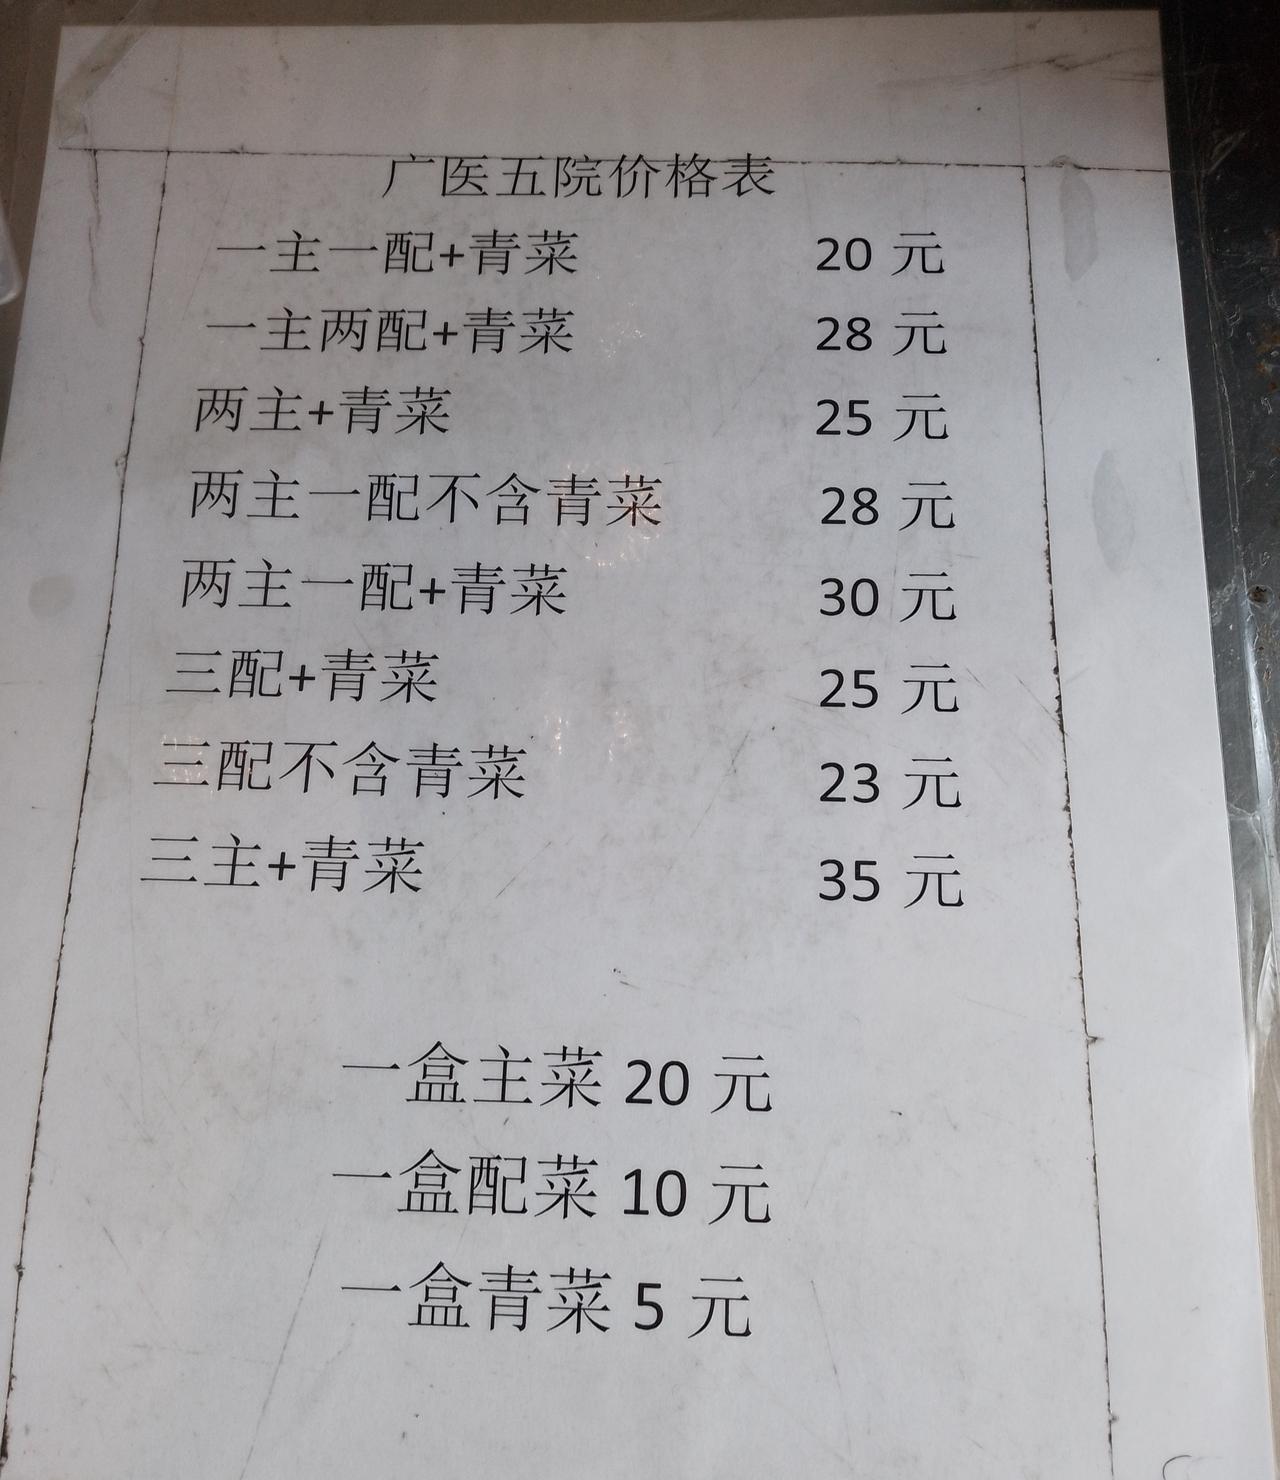 广医五院价格表
一主一配+青菜 20 元
一主两配+青菜 28 元
两主+青菜 25 元
两主一配不含青菜 28 元
两主一配+青菜 30 元
三配+青菜 25 元
三配不含青菜 23 元
三主+青菜 35 元
一盒主菜 20 元
一盒配菜 10 元
一盒青菜 5 元